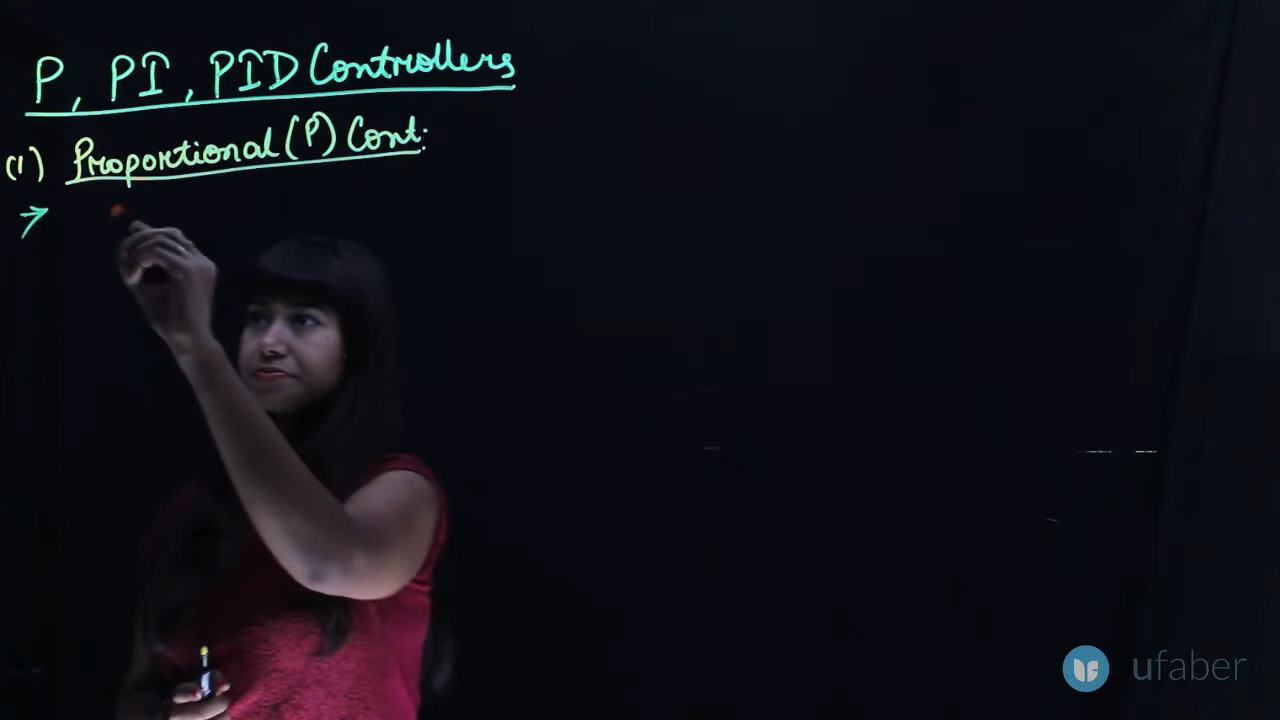 P, PI, PID Controllers
(1) Proportional (P) Cont:
→
ufaber